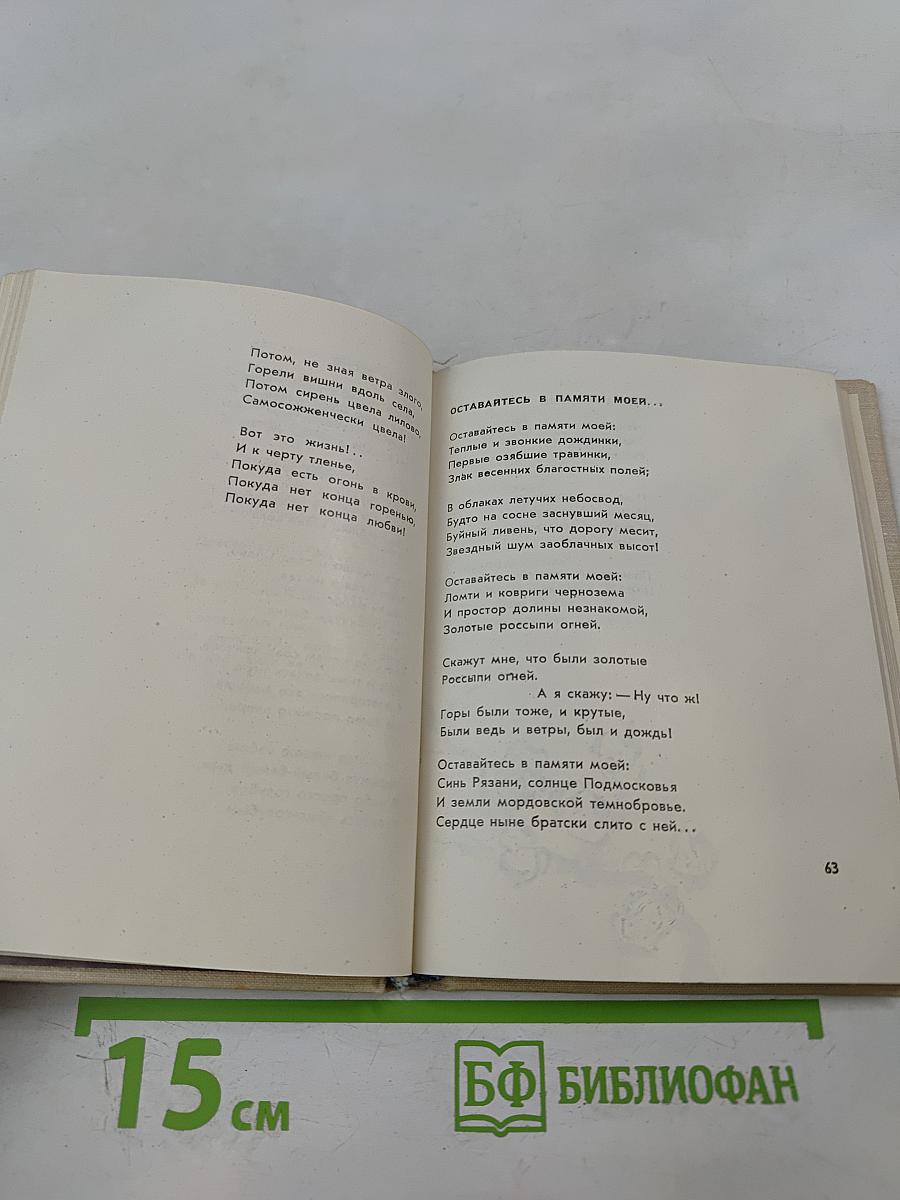 Потом, не зная ветра злого,
Горели вишни вдоль села,
Потом сирень цвела лилово,
Самосожженчески цвела!
Вот это жизнь!..
И к черту тленье,
Покуда есть огонь в крови,
Покуда нет конца горенью,
Покуда нет конца любви!
ОСТАВАЙТЕСЬ В ПАМЯТИ МОЕЙ...
Оставайтесь в памяти моей:
Теплые и звонкие дождинки,
Первые озябшие травинки,
Злак весенних благостных полей;
В облаках летучих небосвод,
Будто на сосне заснувший месяц,
Буйный ливень, что дорогу месит,
Звездный шум заоблачных высот!
Оставайтесь в памяти моей:
Ломти и ковриги чернозема
И простор долины незнакомой,
Золотые россыпи огней.
Скажут мне, что были золотые
Россыпи огней.
А я скажу: — Ну что ж!
Горы были тоже, и крутые,
Были ведь и ветры, был и дождь!
Оставайтесь в памяти моей:
Синь Рязани, солнце Подмосковья
И земли мордовской темнобровье.
Сердце ныне братски слито с ней...
63
15 см
БФ БИБЛИОФАН